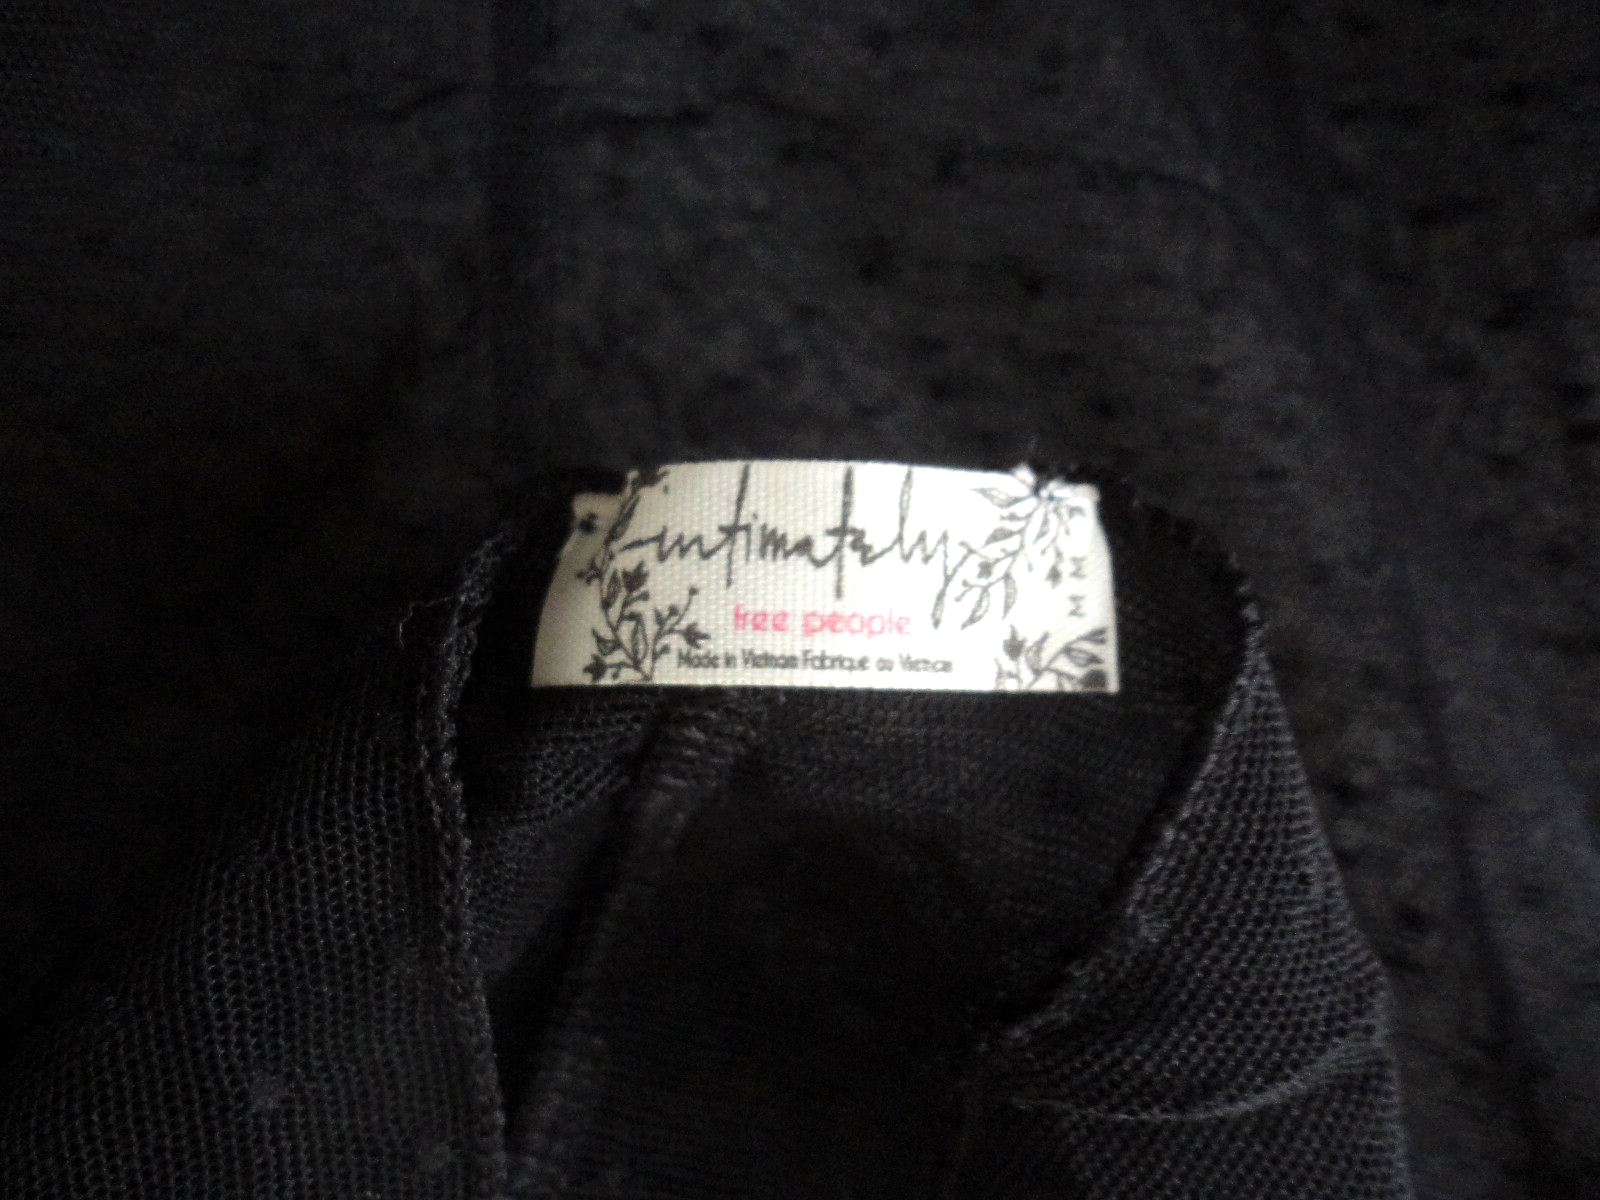 intimately
free people
Made in Vietnam Fabriqué au Vietnam
M M M